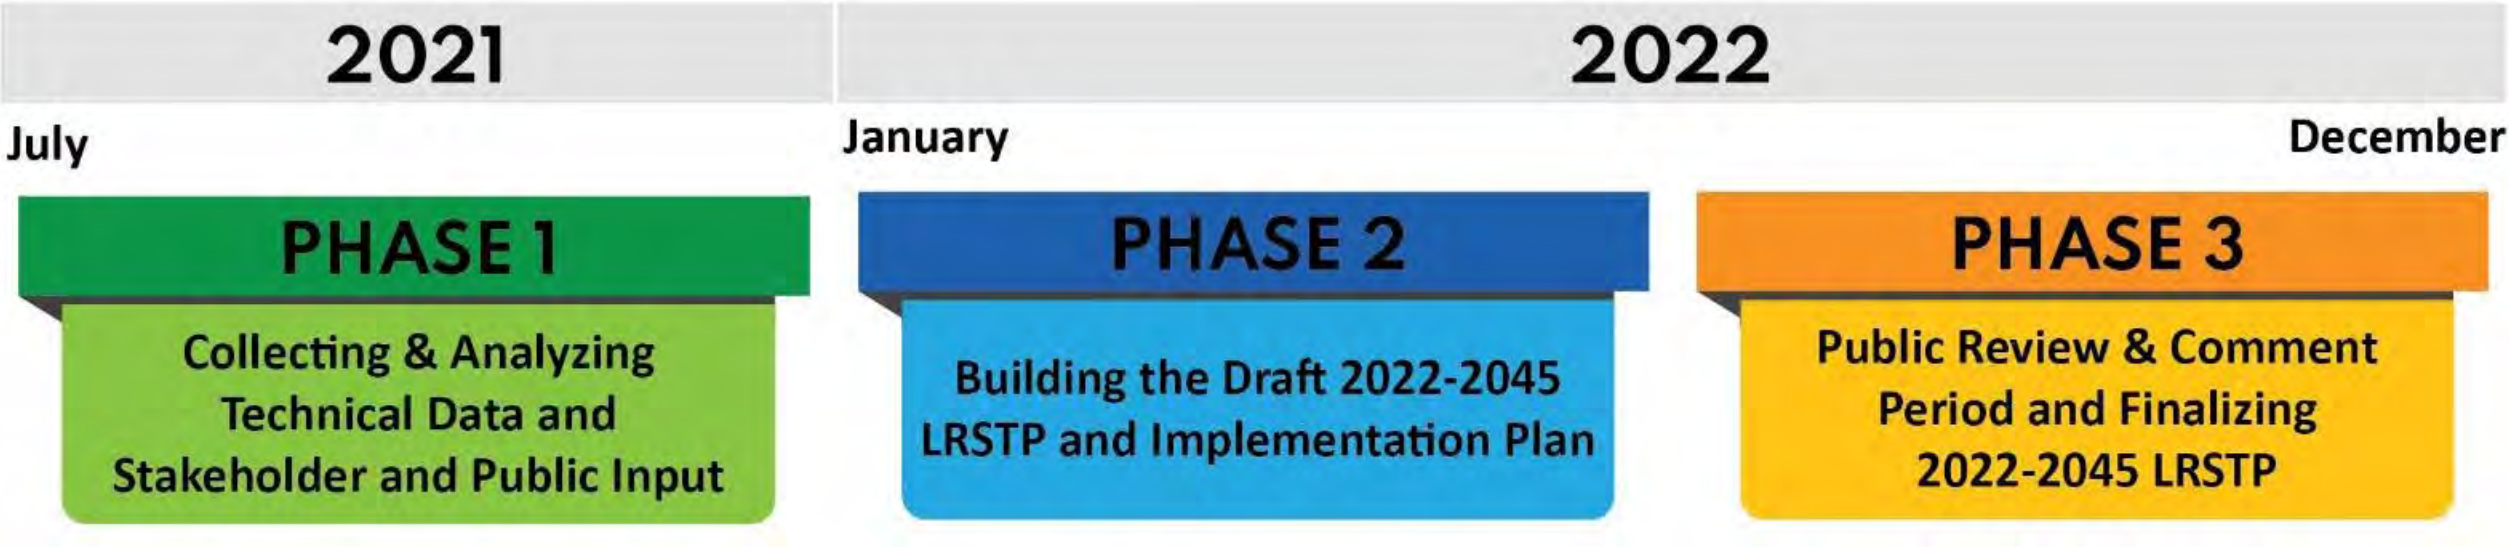 2021
2022
July
January
December
PHASE 1
Collecting & Analyzing
Technical Data and
Stakeholder and Public Input
PHASE 2
Building the Draft 2022-2045
LRSTP and Implementation Plan
PHASE 3
Public Review & Comment
Period and Finalizing
2022-2045 LRSTP